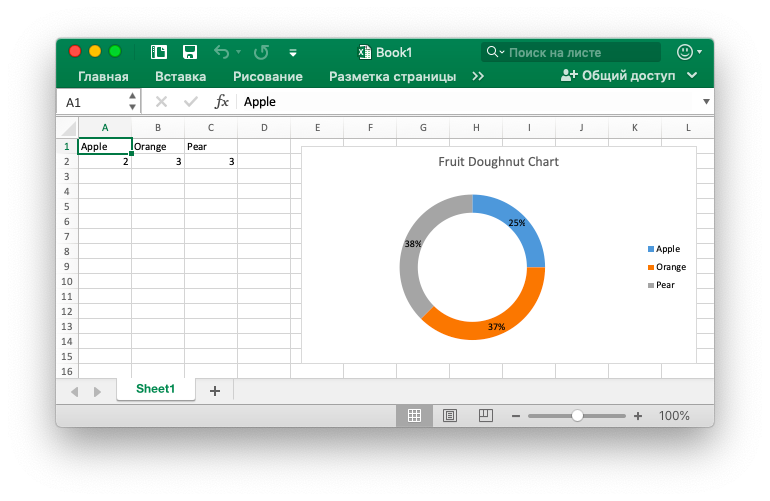 Book1
Поиск на листе
Главная Вставка Рисование Разметка страницы >> Общий доступ
A1 fx Apple
A B C D E F G H I J K L
1 Apple Orange Pear
2 2 3 3
3
4
5
6
7
8
9
10
11
12
13
14
15
16
Fruit Doughnut Chart
25%
38%
37%
Apple
Orange
Pear
Sheet1 +
100%